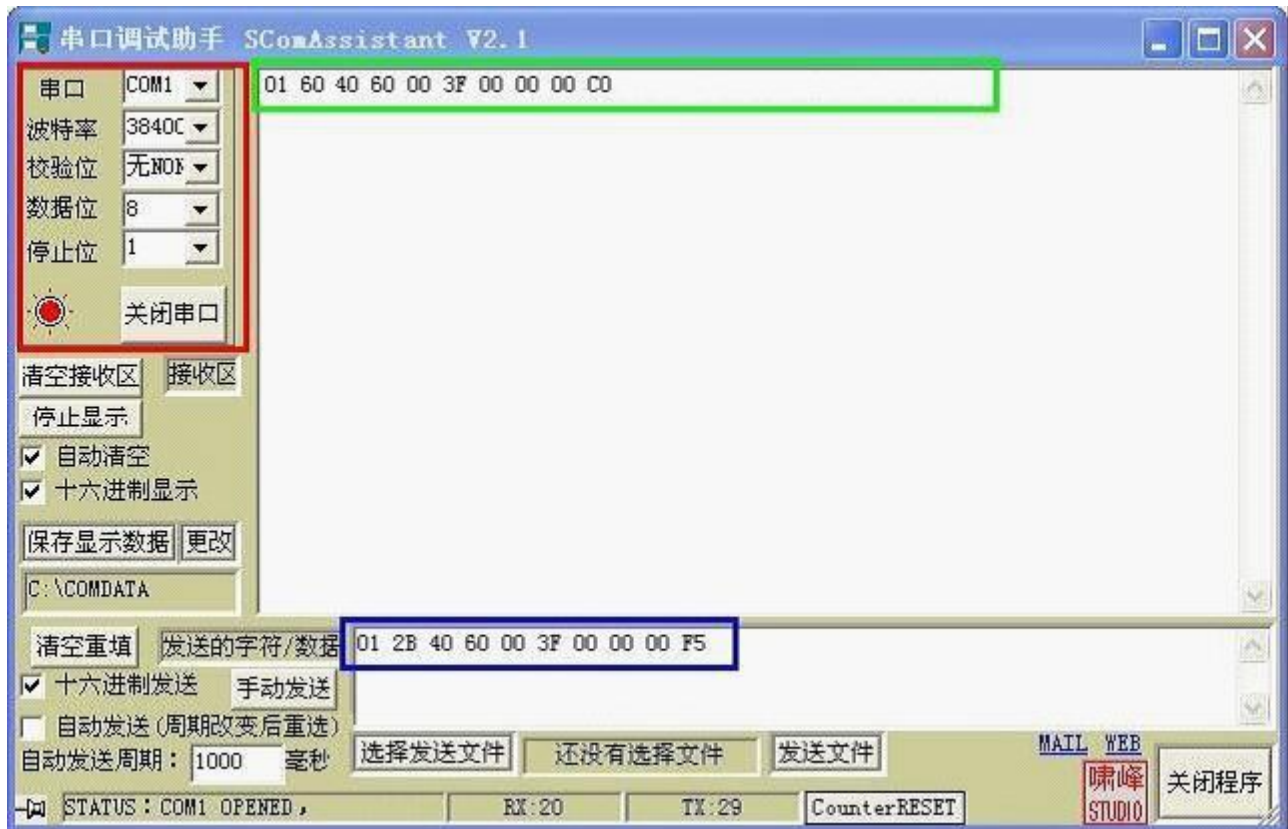 串口调试助手 SComAssistant V2.1
串口 COM1
波特率 3840C
校验位 无NON
数据位 8
停止位 1
关闭串口
01 60 40 60 00 3F 00 00 00 C0
清空接收区 接收区
停止显示
自动清空
十六进制显示
保存显示数据 更改
C:\COMDATA
清空重填 发送的字符/数据 01 2B 40 60 00 3F 00 00 00 F5
十六进制发送 手动发送
自动发送(周期改变后重选)
自动发送周期: 1000 毫秒 选择发送文件 还没有选择文件 发送文件
MAIL WEB
啸峰
STUDIO
关闭程序
STATUS:COM1 OPENED, RX:20 TX:29 CounterRESET